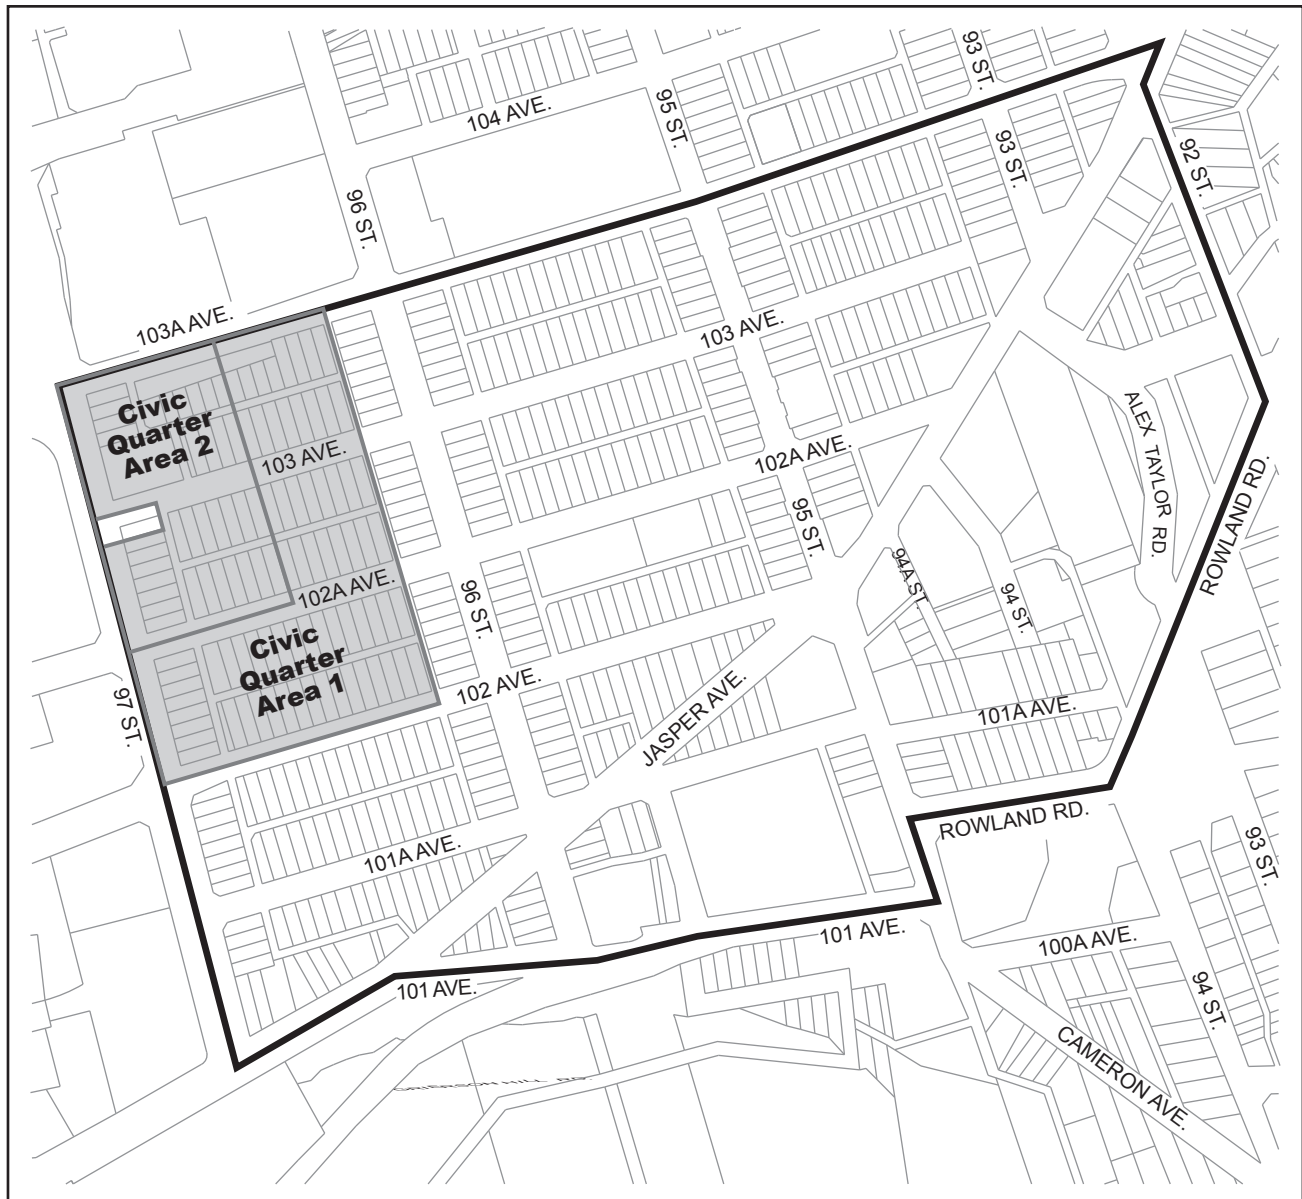 93 ST.
95 ST.
104 AVE.
93 ST.
92 ST.
96 ST.
103A AVE.
103 AVE.
Civic
Quarter
Area 2
103 AVE.
ALEX TAYLOR RD.
102A AVE.
95 ST.
ROWLAND RD.
94A ST.
102A AVE.
96 ST.
94 ST.
Civic
Quarter
Area 1
102 AVE.
97 ST.
JASPER AVE.
101A AVE.
ROWLAND RD.
101A AVE.
93 ST.
101 AVE.
100A AVE.
101 AVE.
94 ST.
CAMERON AVE.
GRIERSON HILL RD.